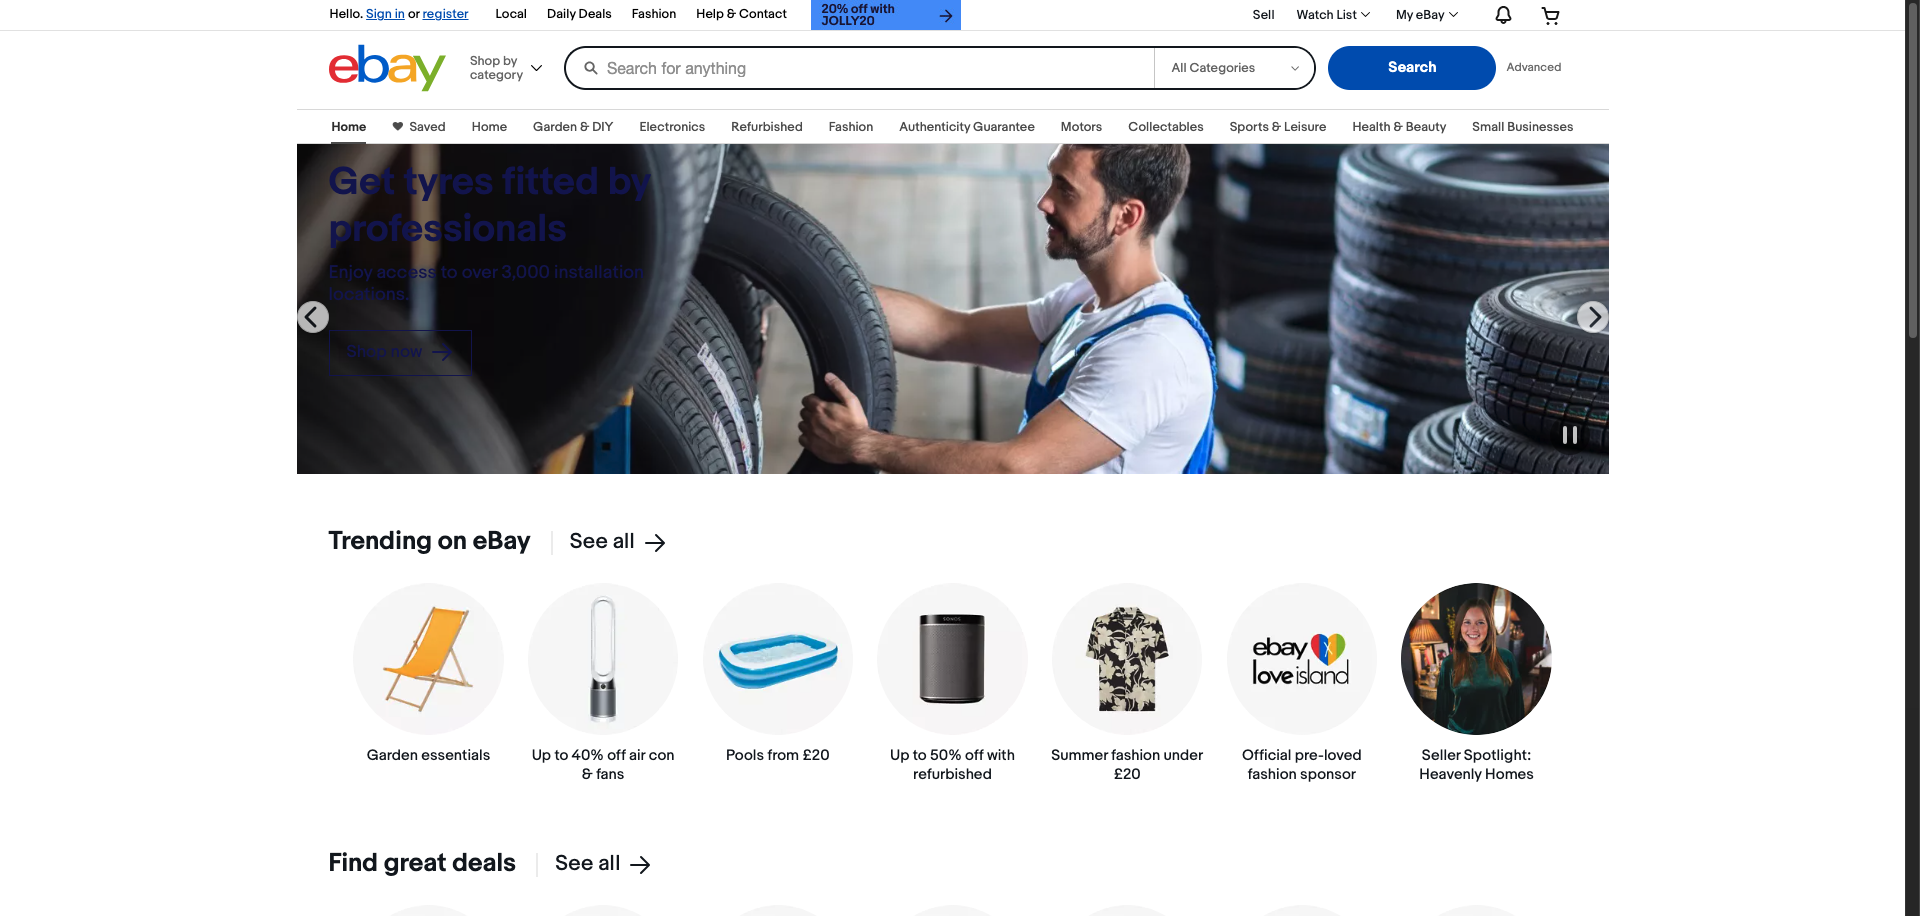 Hello. Sign in or register
Local
Daily Deals
Fashion
Help & Contact
20% off with
JOLLY20
Sell
Watch List
My eBay
ebay
Shop by
category
Search for anything
All Categories
Search
Advanced
Home
Saved
Home
Garden & DIY
Electronics
Refurbished
Fashion
Authenticity Guarantee
Motors
Collectables
Sports & Leisure
Health & Beauty
Small Businesses
Get tyres fitted by
professionals
Enjoy access to over 3,000 installation
locations.
Shop now
Trending on eBay
See all
SONOS
ebay
love island
Garden essentials
Up to 40% off air con
& fans
Pools from £20
Up to 50% off with
refurbished
Summer fashion under
£20
Official pre-loved
fashion sponsor
Seller Spotlight:
Heavenly Homes
Find great deals
See all